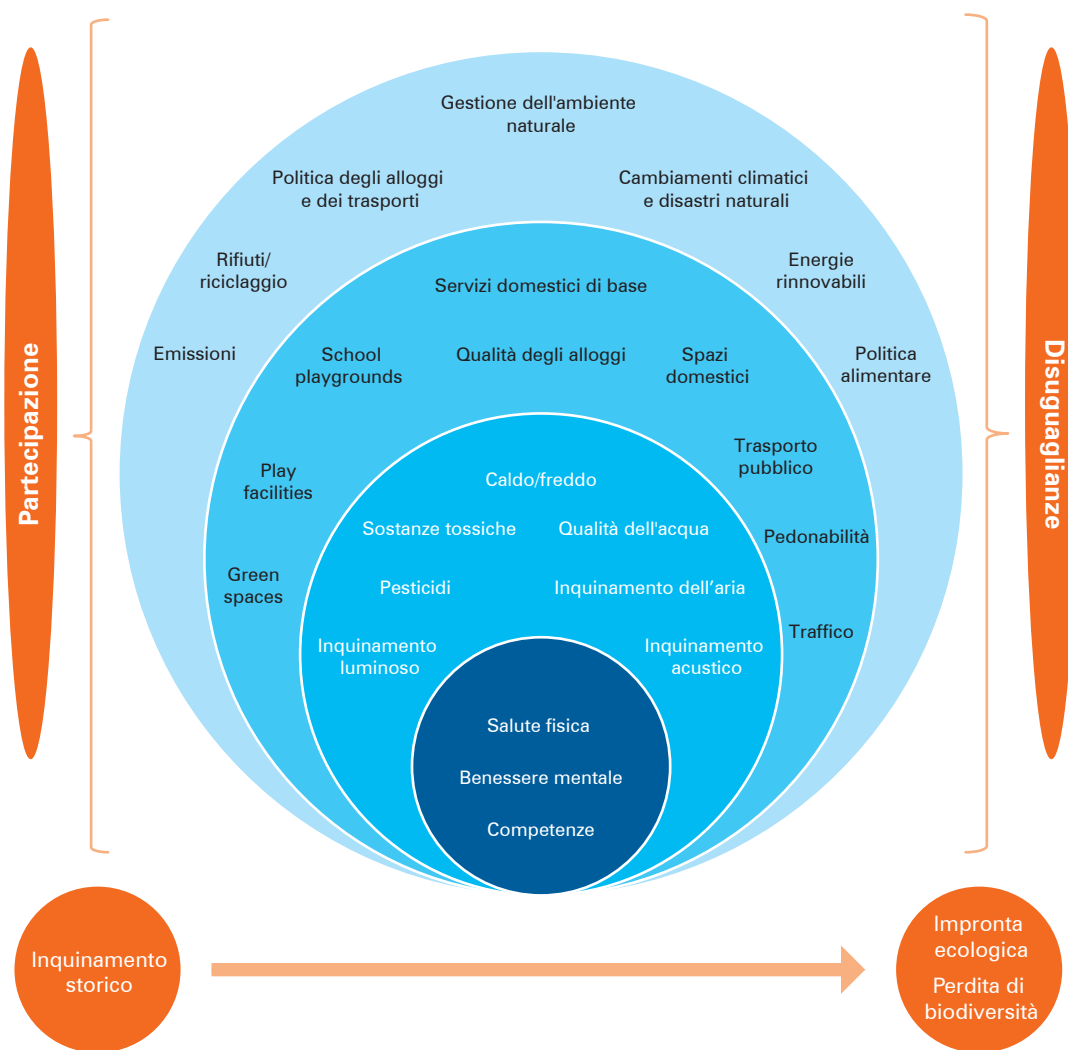 Gestione dell'ambiente
naturale
Politica degli alloggi
e dei trasporti
Cambiamenti climatici
e disastri naturali
Rifiuti/
riciclaggio
Energie
rinnovabili
Servizi domestici di base
Emissioni
School
playgrounds
Qualità degli alloggi
Spazi
domestici
Politica
alimentare
Partecipazione
Disuguaglianze
Play
facilities
Trasporto
pubblico
Caldo/freddo
Sostanze tossiche
Qualità dell'acqua
Pedonabilità
Green
spaces
Pesticidi
Inquinamento dell’aria
Traffico
Inquinamento
luminoso
Inquinamento
acustico
Salute fisica
Benessere mentale
Competenze
Inquinamento
storico
Impronta
ecologica
Perdita di
biodiversità